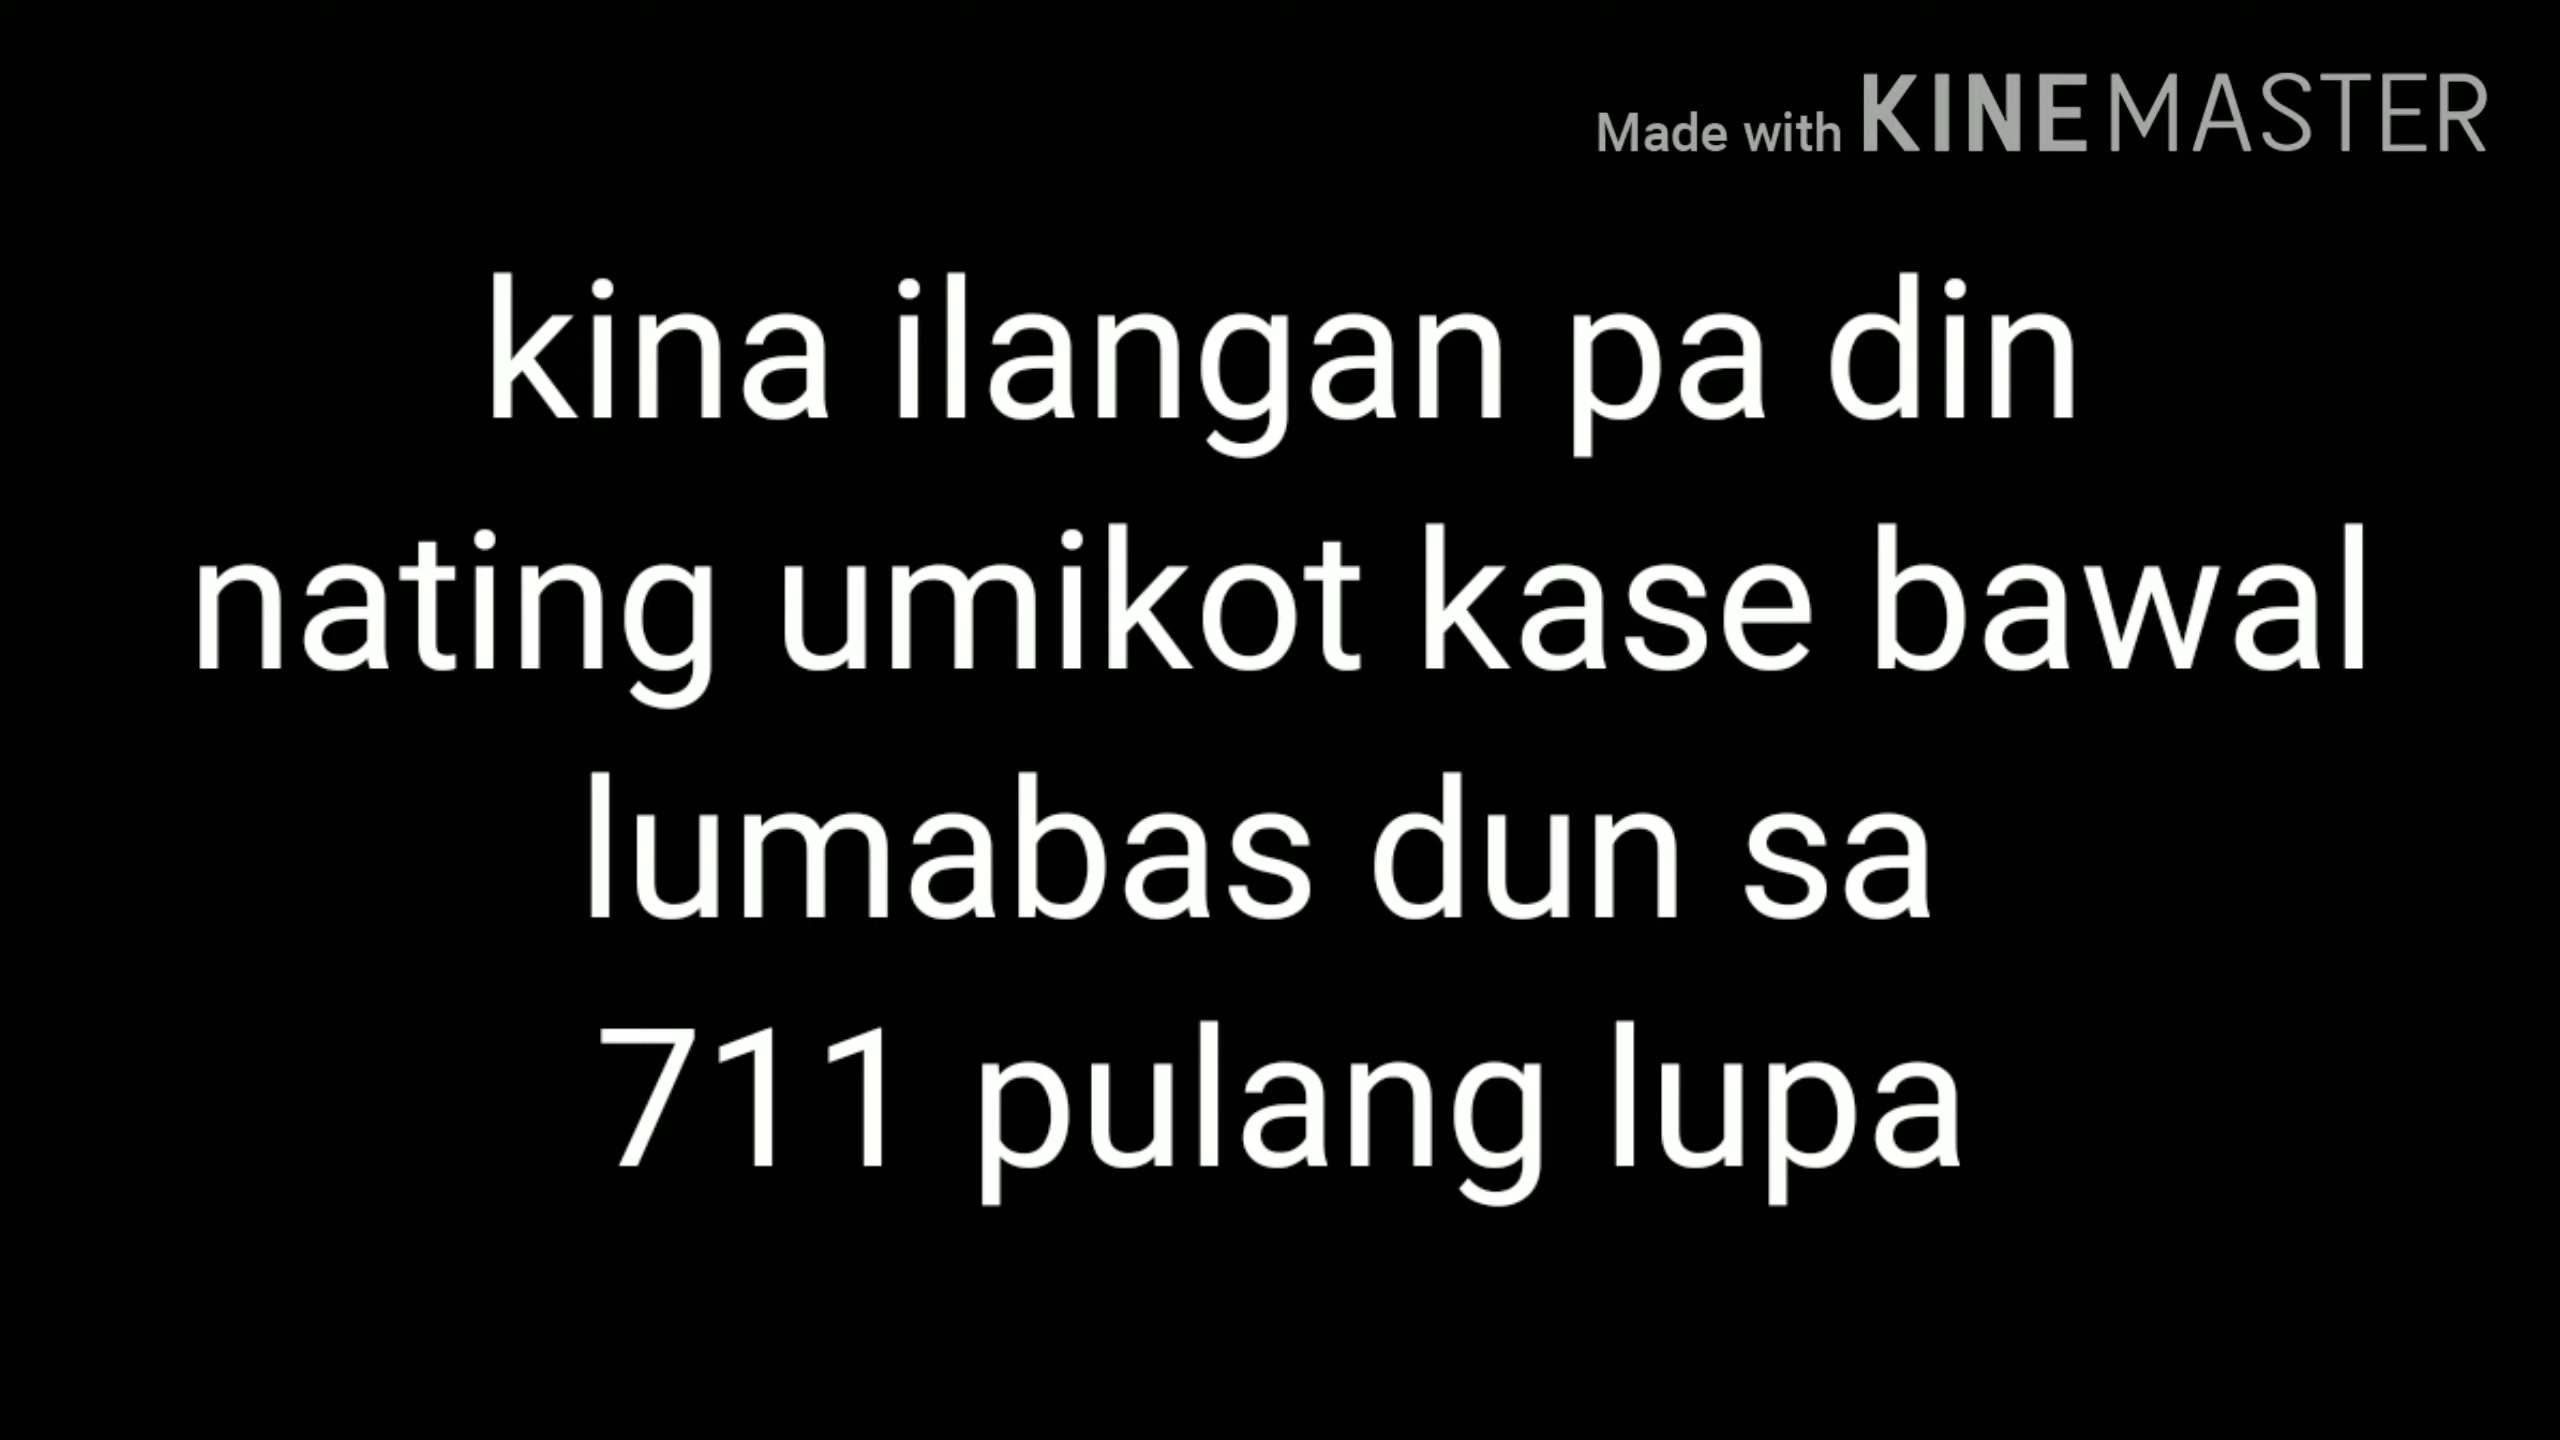 Made with KINEMASTER
kina ilangan pa din
nating umikot kase bawal
lumabas dun sa
711 pulang lupa